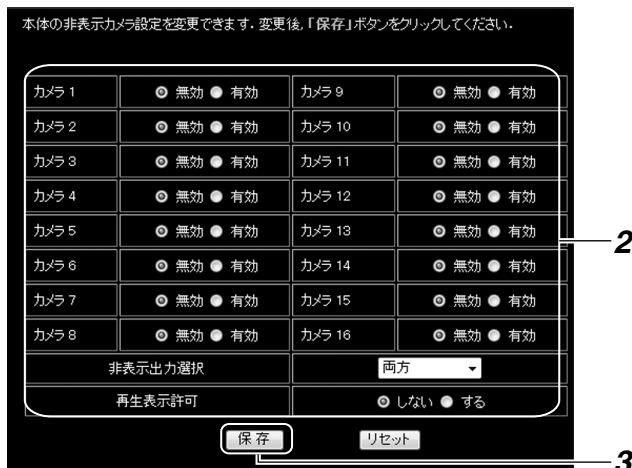 本体の非表示カメラ設定を変更できます. 変更後,「保存」ボタンをクリックしてください.
カメラ 1 無効 有効 カメラ 9 無効 有効
カメラ 2 無効 有効 カメラ 10 無効 有効
カメラ 3 無効 有効 カメラ 11 無効 有効
カメラ 4 無効 有効 カメラ 12 無効 有効
カメラ 5 無効 有効 カメラ 13 無効 有効
カメラ 6 無効 有効 カメラ 14 無効 有効
カメラ 7 無効 有効 カメラ 15 無効 有効
カメラ 8 無効 有効 カメラ 16 無効 有効
非表示出力選択 両方
再生表示許可 しない する
保存 リセット
2
3